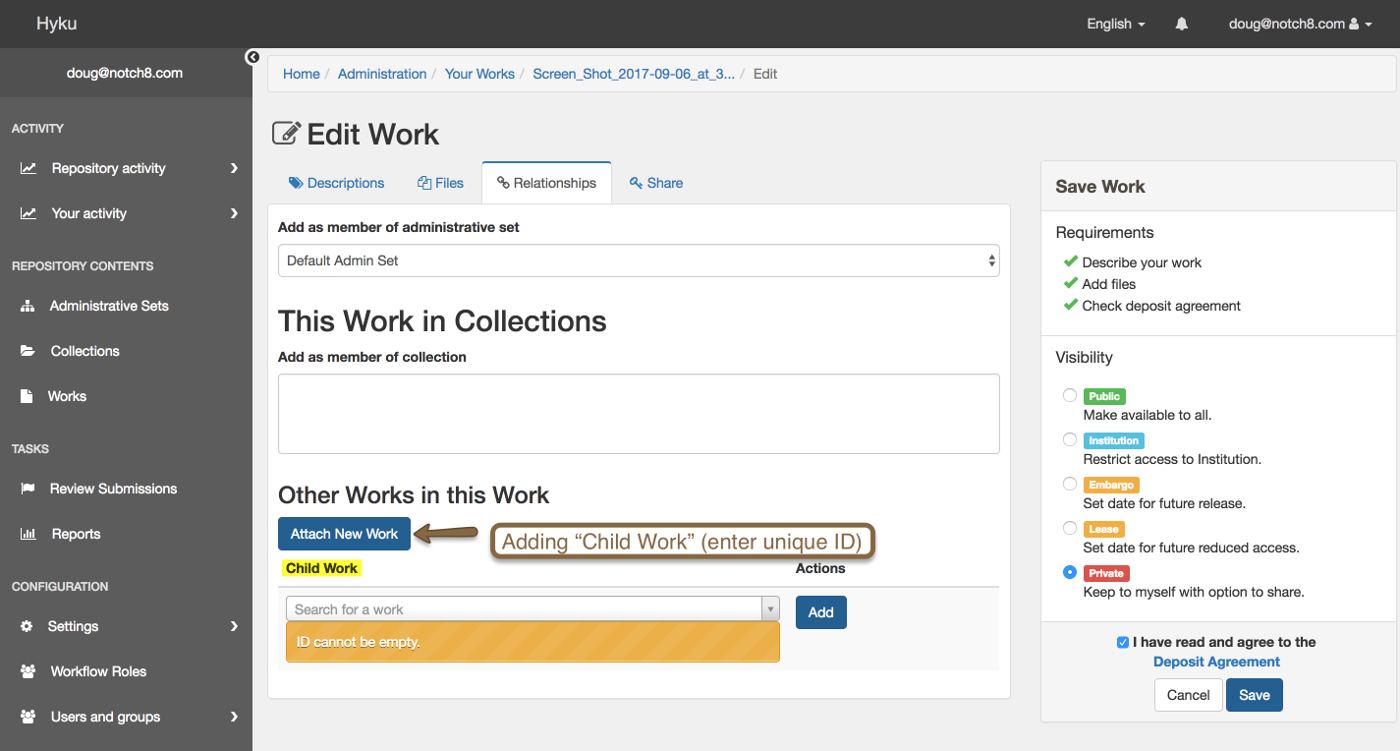 Hyku
English
doug@notch8.com
doug@notch8.com
ACTIVITY
Repository activity
Your activity
REPOSITORY CONTENTS
Administrative Sets
Collections
Works
TASKS
Review Submissions
Reports
CONFIGURATION
Settings
Workflow Roles
Users and groups
Home / Administration / Your Works / Screen_Shot_2017-09-06_at_3... / Edit
Edit Work
Descriptions
Files
Relationships
Share
Add as member of administrative set
Default Admin Set
This Work in Collections
Add as member of collection
Other Works in this Work
Attach New Work
Adding “Child Work” (enter unique ID)
Child Work
Actions
Search for a work
Add
ID cannot be empty.
Save Work
Requirements
Describe your work
Add files
Check deposit agreement
Visibility
Public
Make available to all.
Institution
Restrict access to Institution.
Embargo
Set date for future release.
Lease
Set date for future reduced access.
Private
Keep to myself with option to share.
I have read and agree to the
Deposit Agreement
Cancel
Save